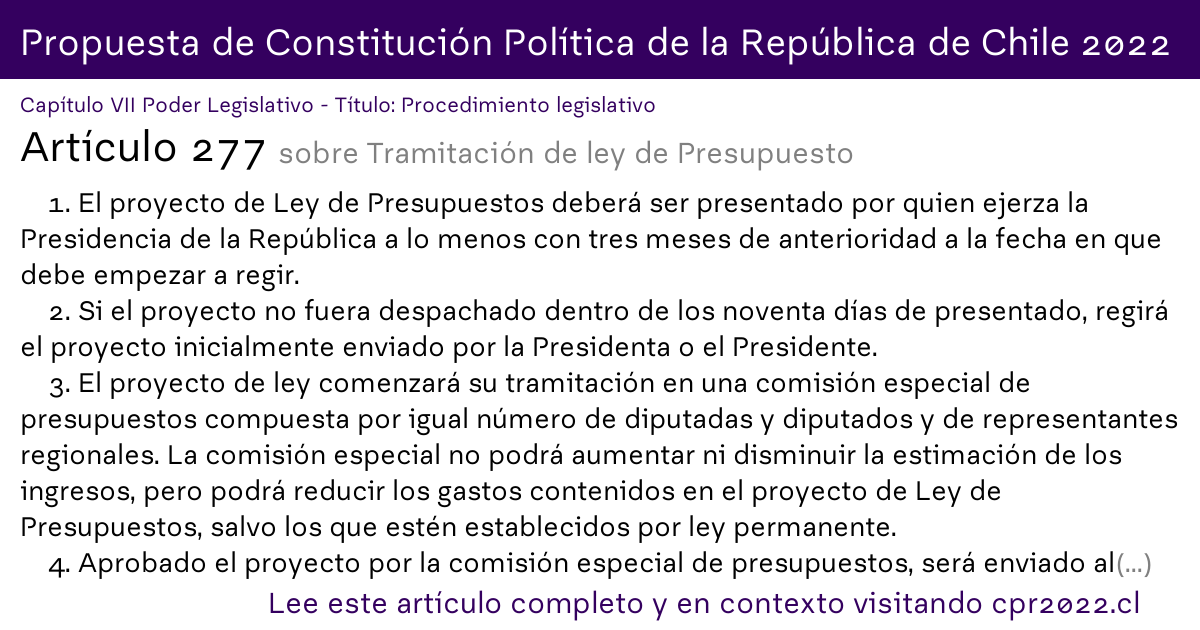 Propuesta de Constitución Política de la República de Chile 2022
Capítulo VII Poder Legislativo - Título: Procedimiento legislativo
Artículo 277 sobre Tramitación de ley de Presupuesto
1. El proyecto de Ley de Presupuestos deberá ser presentado por quien ejerza la
Presidencia de la República a lo menos con tres meses de anterioridad a la fecha en que
debe empezar a regir.
2. Si el proyecto no fuera despachado dentro de los noventa días de presentado, regirá
el proyecto inicialmente enviado por la Presidenta o el Presidente.
3. El proyecto de ley comenzará su tramitación en una comisión especial de
presupuestos compuesta por igual número de diputadas y diputados y de representantes
regionales. La comisión especial no podrá aumentar ni disminuir la estimación de los
ingresos, pero podrá reducir los gastos contenidos en el proyecto de Ley de
Presupuestos, salvo los que estén establecidos por ley permanente.
4. Aprobado el proyecto por la comisión especial de presupuestos, será enviado al(...)
Lee este artículo completo y en contexto visitando cpr2022.cl